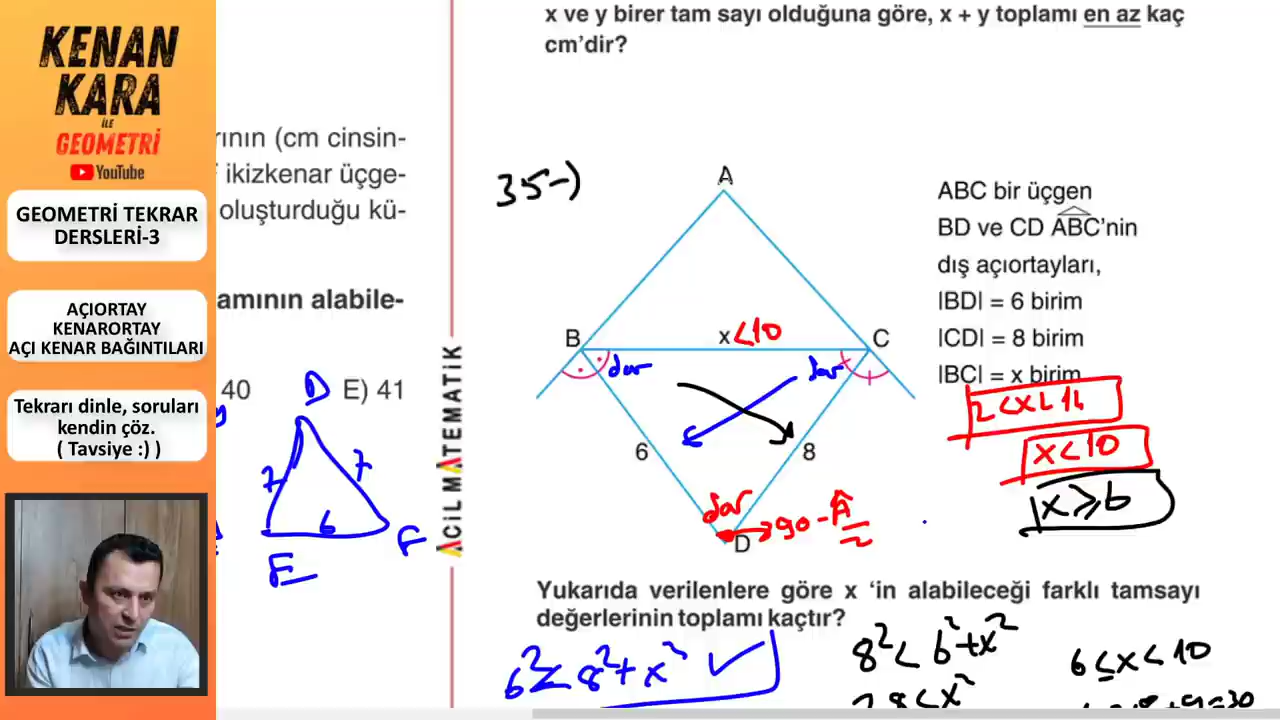 KENAN
KARA
İLE
GEOMETRİ
YouTube
GEOMETRİ TEKRAR
DERSLERİ-3
AÇIORTAY
KENARORTAY
AÇI KENAR BAĞINTILARI
Tekrarı dinle, soruları
kendin çöz.
( Tavsiye :) )
rının (cm cinsin-
ikizkenar üçge-
oluşturduğu kü-
amının alabile-
40 E) 41
D
7 7
6
E F
ACİL MATEMATİK
x ve y birer tam sayı olduğuna göre, x + y toplamı en az kaç
cm'dir?
35-)
A
B x<10 C
dar dar
6 8
dar
D 90-A/2
ABC bir üçgen
BD ve CD ABC'nin
dış açıortayları,
|BD| = 6 birim
|CD| = 8 birim
|BC| = x birim
2<x<14
x<10
x≥6
Yukarıda verilenlere göre x 'in alabileceği farklı tamsayı
değerlerinin toplamı kaçtır?
6²≤8²+x²
8²<6²+x²
28<x²
6≤x<10